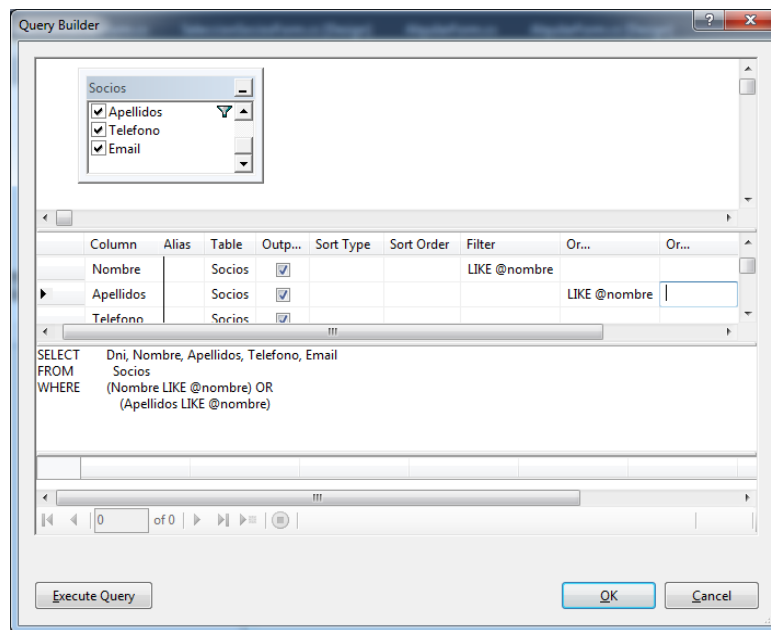 Query Builder
Socios
Apellidos
Telefono
Email
Column Alias Table Outp... Sort Type Sort Order Filter Or... Or...
Nombre Socios LIKE @nombre
Apellidos Socios LIKE @nombre
Telefono Socios
SELECT Dni, Nombre, Apellidos, Telefono, Email
FROM Socios
WHERE (Nombre LIKE @nombre) OR
(Apellidos LIKE @nombre)
0 of 0
Execute Query OK Cancel